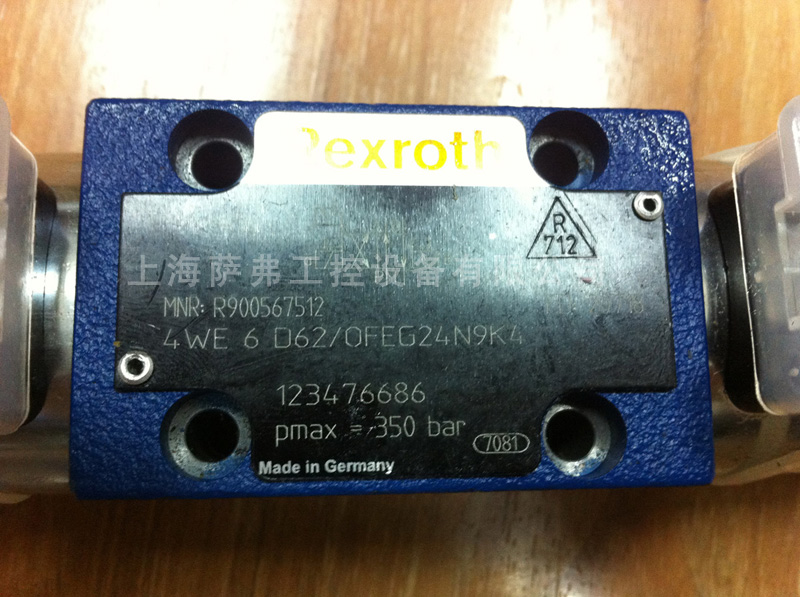 Rexroth
R
712
上海萨弗工控设备有限
MNR: R900567512
4WE 6 D62/OFEG24N9K4
123476686
pmax = 350 bar
7081
Made in Germany